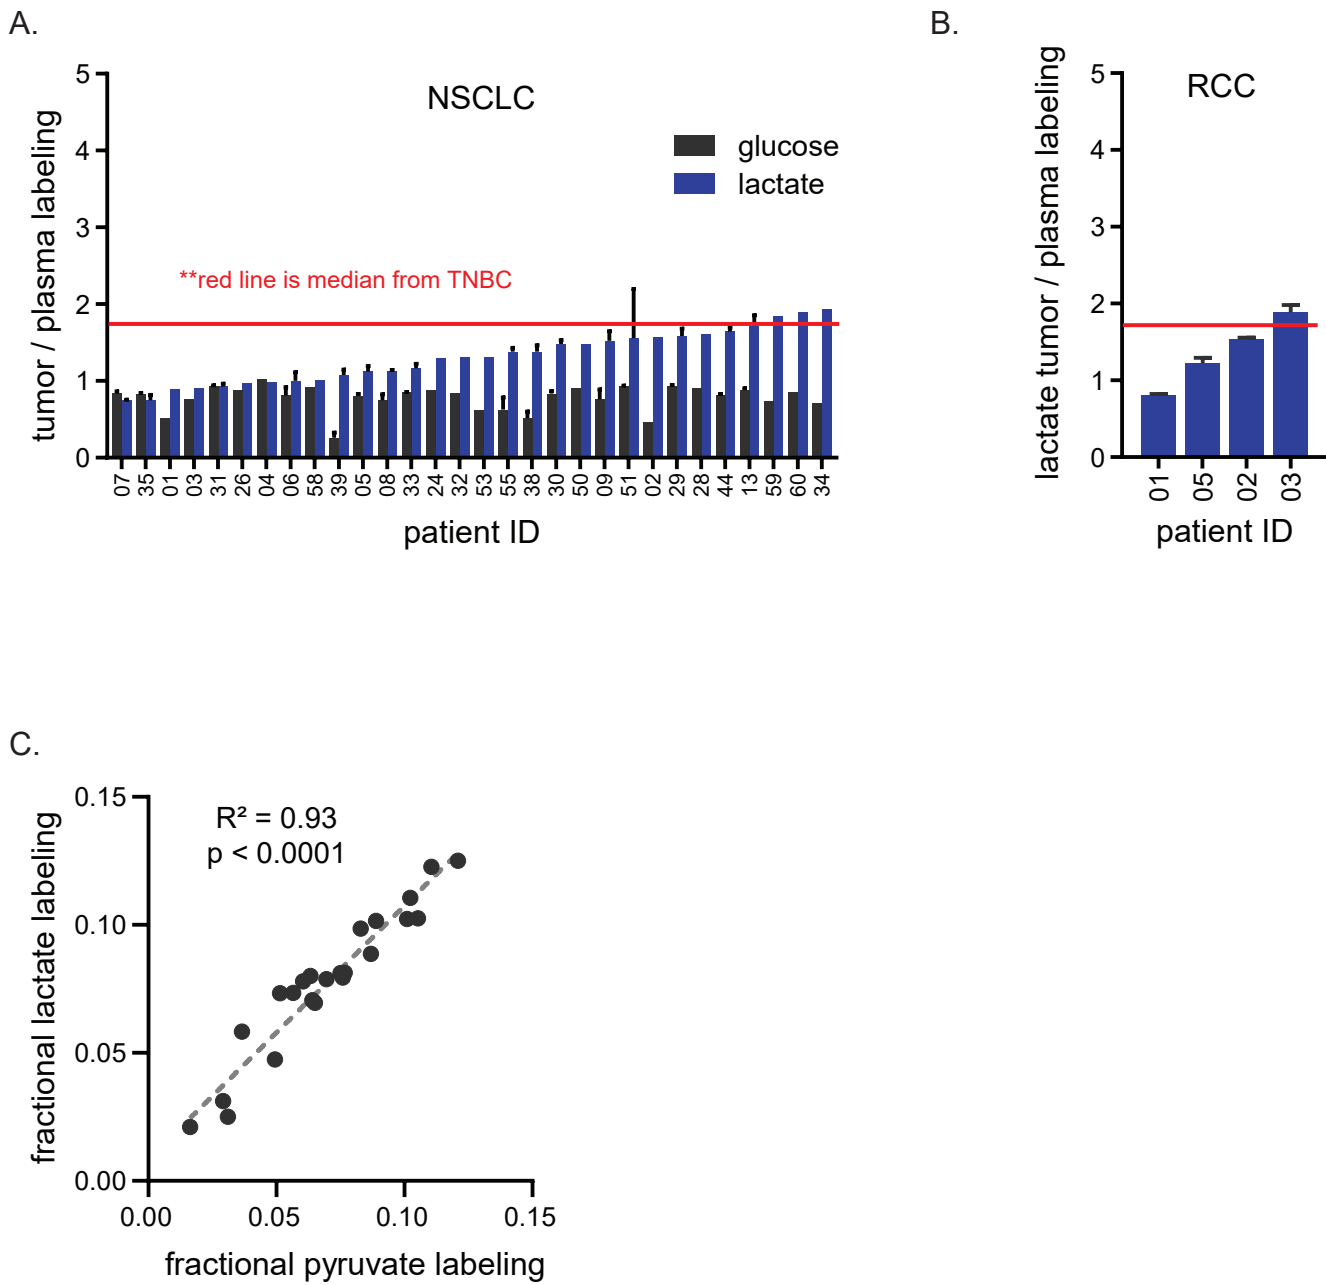 A.
NSCLC
glucose
lactate
**red line is median from TNBC
tumor / plasma labeling
5
4
3
2
1
0
07 35 01 03 31 26 04 06 58 39 05 08 33 24 32 53 55 38 30 50 09 51 02 29 28 44 13 59 60 34
patient ID
B.
RCC
lactate tumor / plasma labeling
5
4
3
2
1
0
01 05 02 03
patient ID
C.
R² = 0.93
p < 0.0001
fractional lactate labeling
0.15
0.10
0.05
0.00
0.00 0.05 0.10 0.15
fractional pyruvate labeling